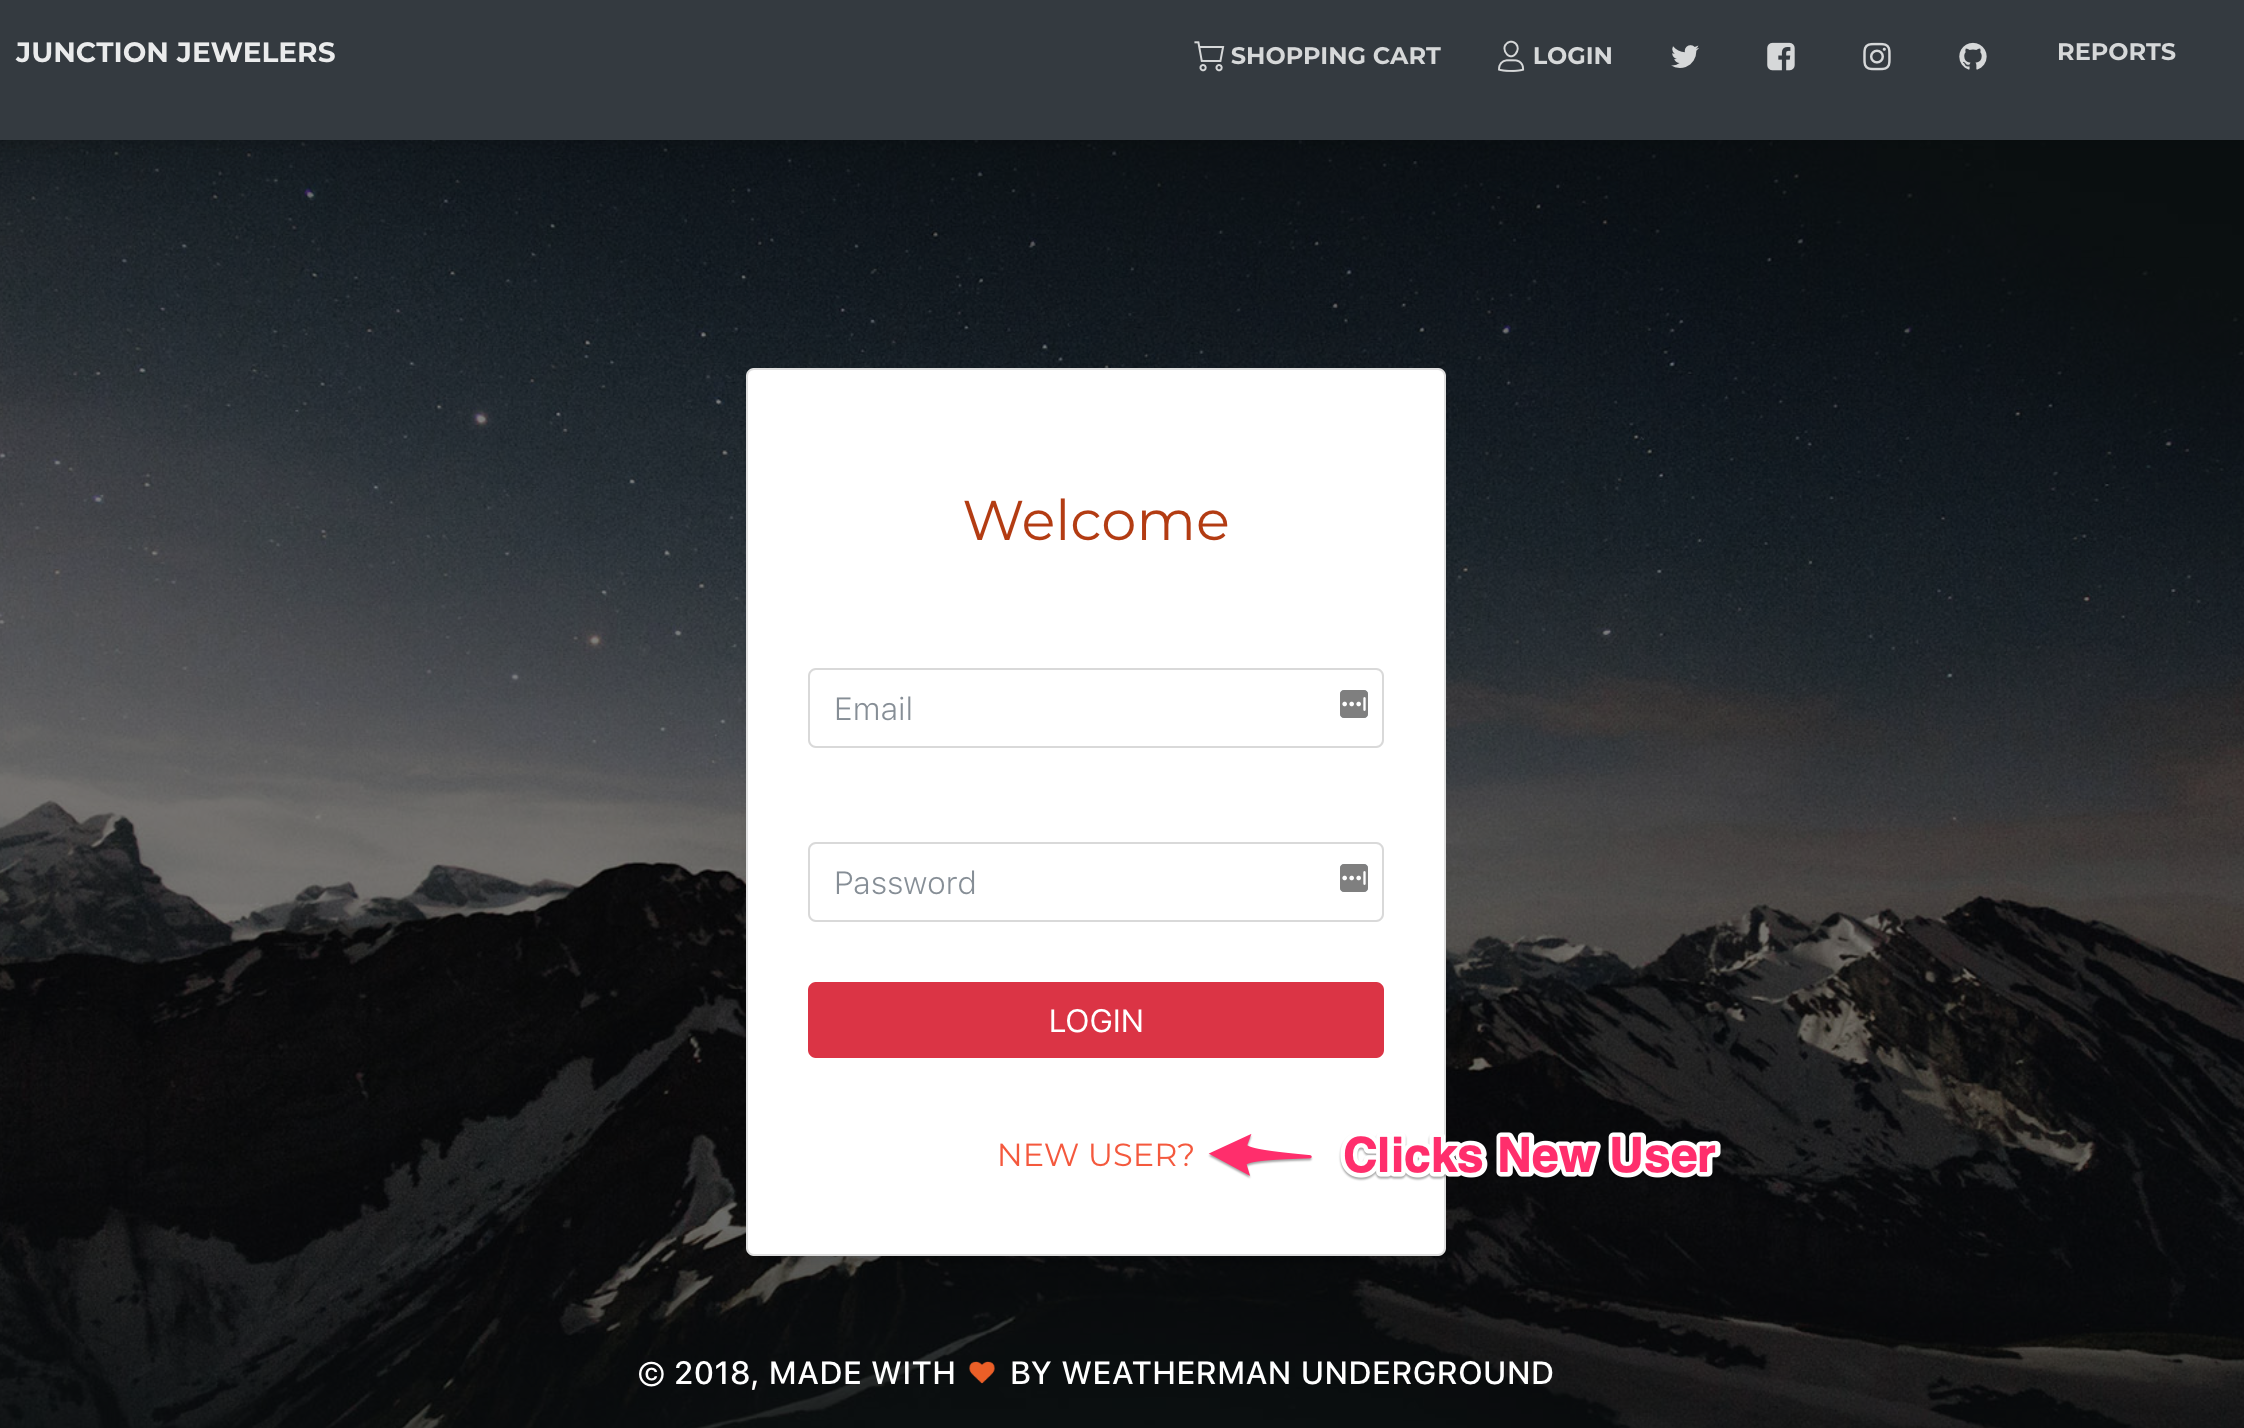 JUNCTION JEWELERS
SHOPPING CART
LOGIN
REPORTS
Welcome
Email
Password
LOGIN
NEW USER?
Clicks New User
© 2018, MADE WITH ♥ BY WEATHERMAN UNDERGROUND